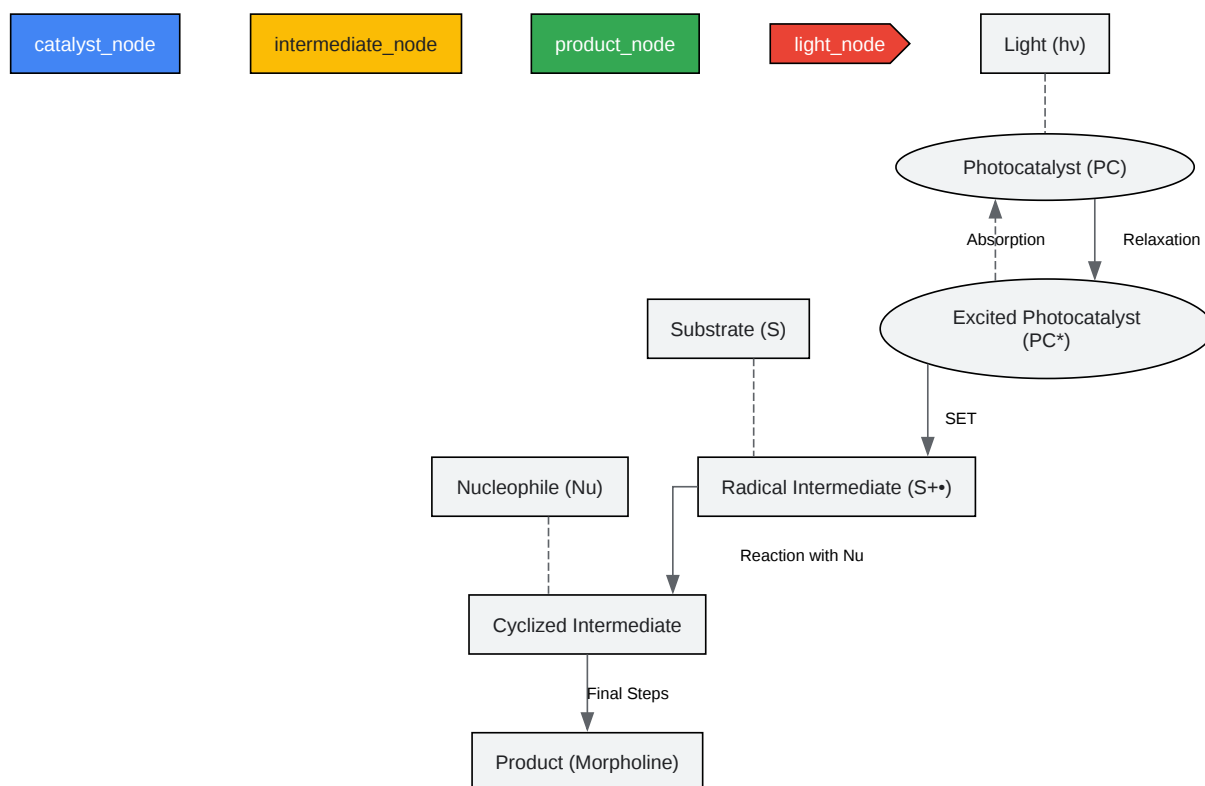 catalyst_node
intermediate_node
product_node
light_node
Light (hν)
Photocatalyst (PC)
Absorption
Relaxation
Substrate (S)
Excited Photocatalyst
(PC*)
SET
Nucleophile (Nu)
Radical Intermediate (S+•)
Reaction with Nu
Cyclized Intermediate
Final Steps
Product (Morpholine)